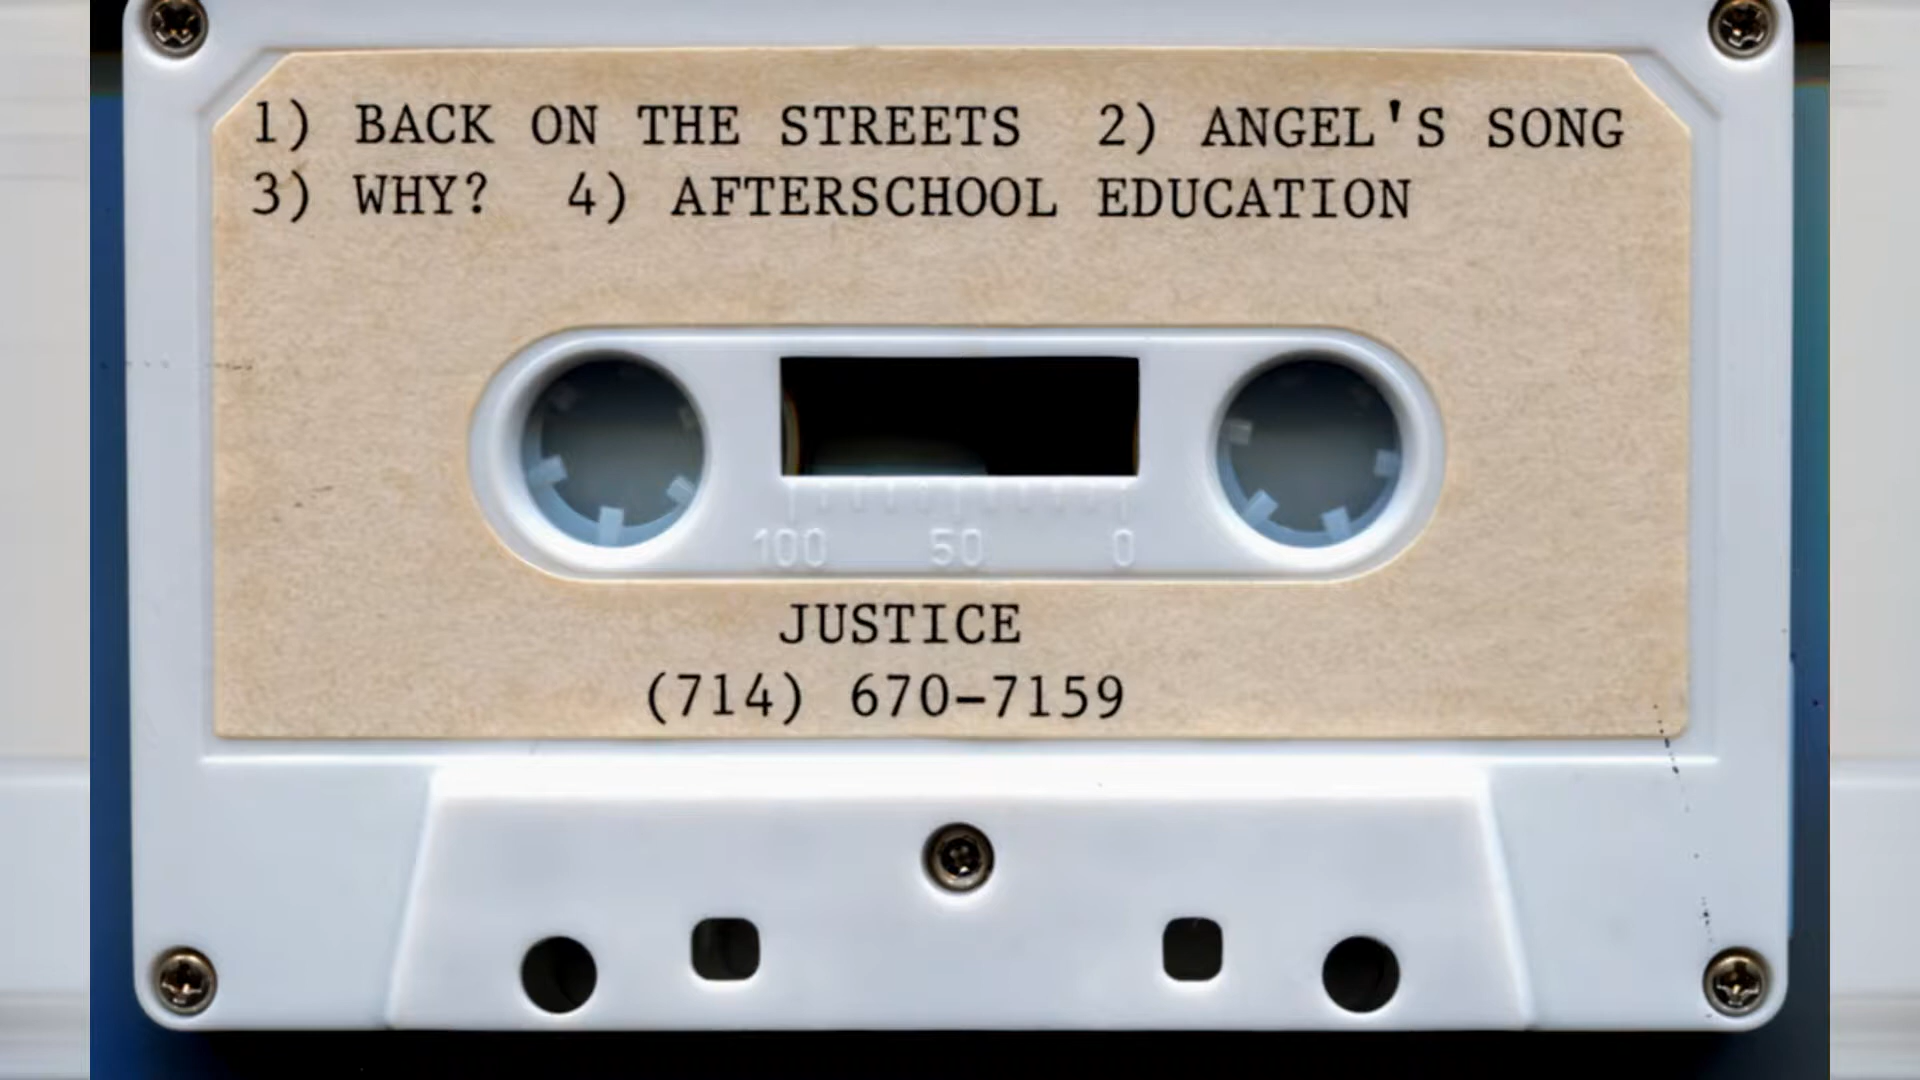 1) BACK ON THE STREETS  2) ANGEL'S SONG
3) WHY?  4) AFTERSCHOOL EDUCATION
100 50 0
JUSTICE
(714) 670-7159